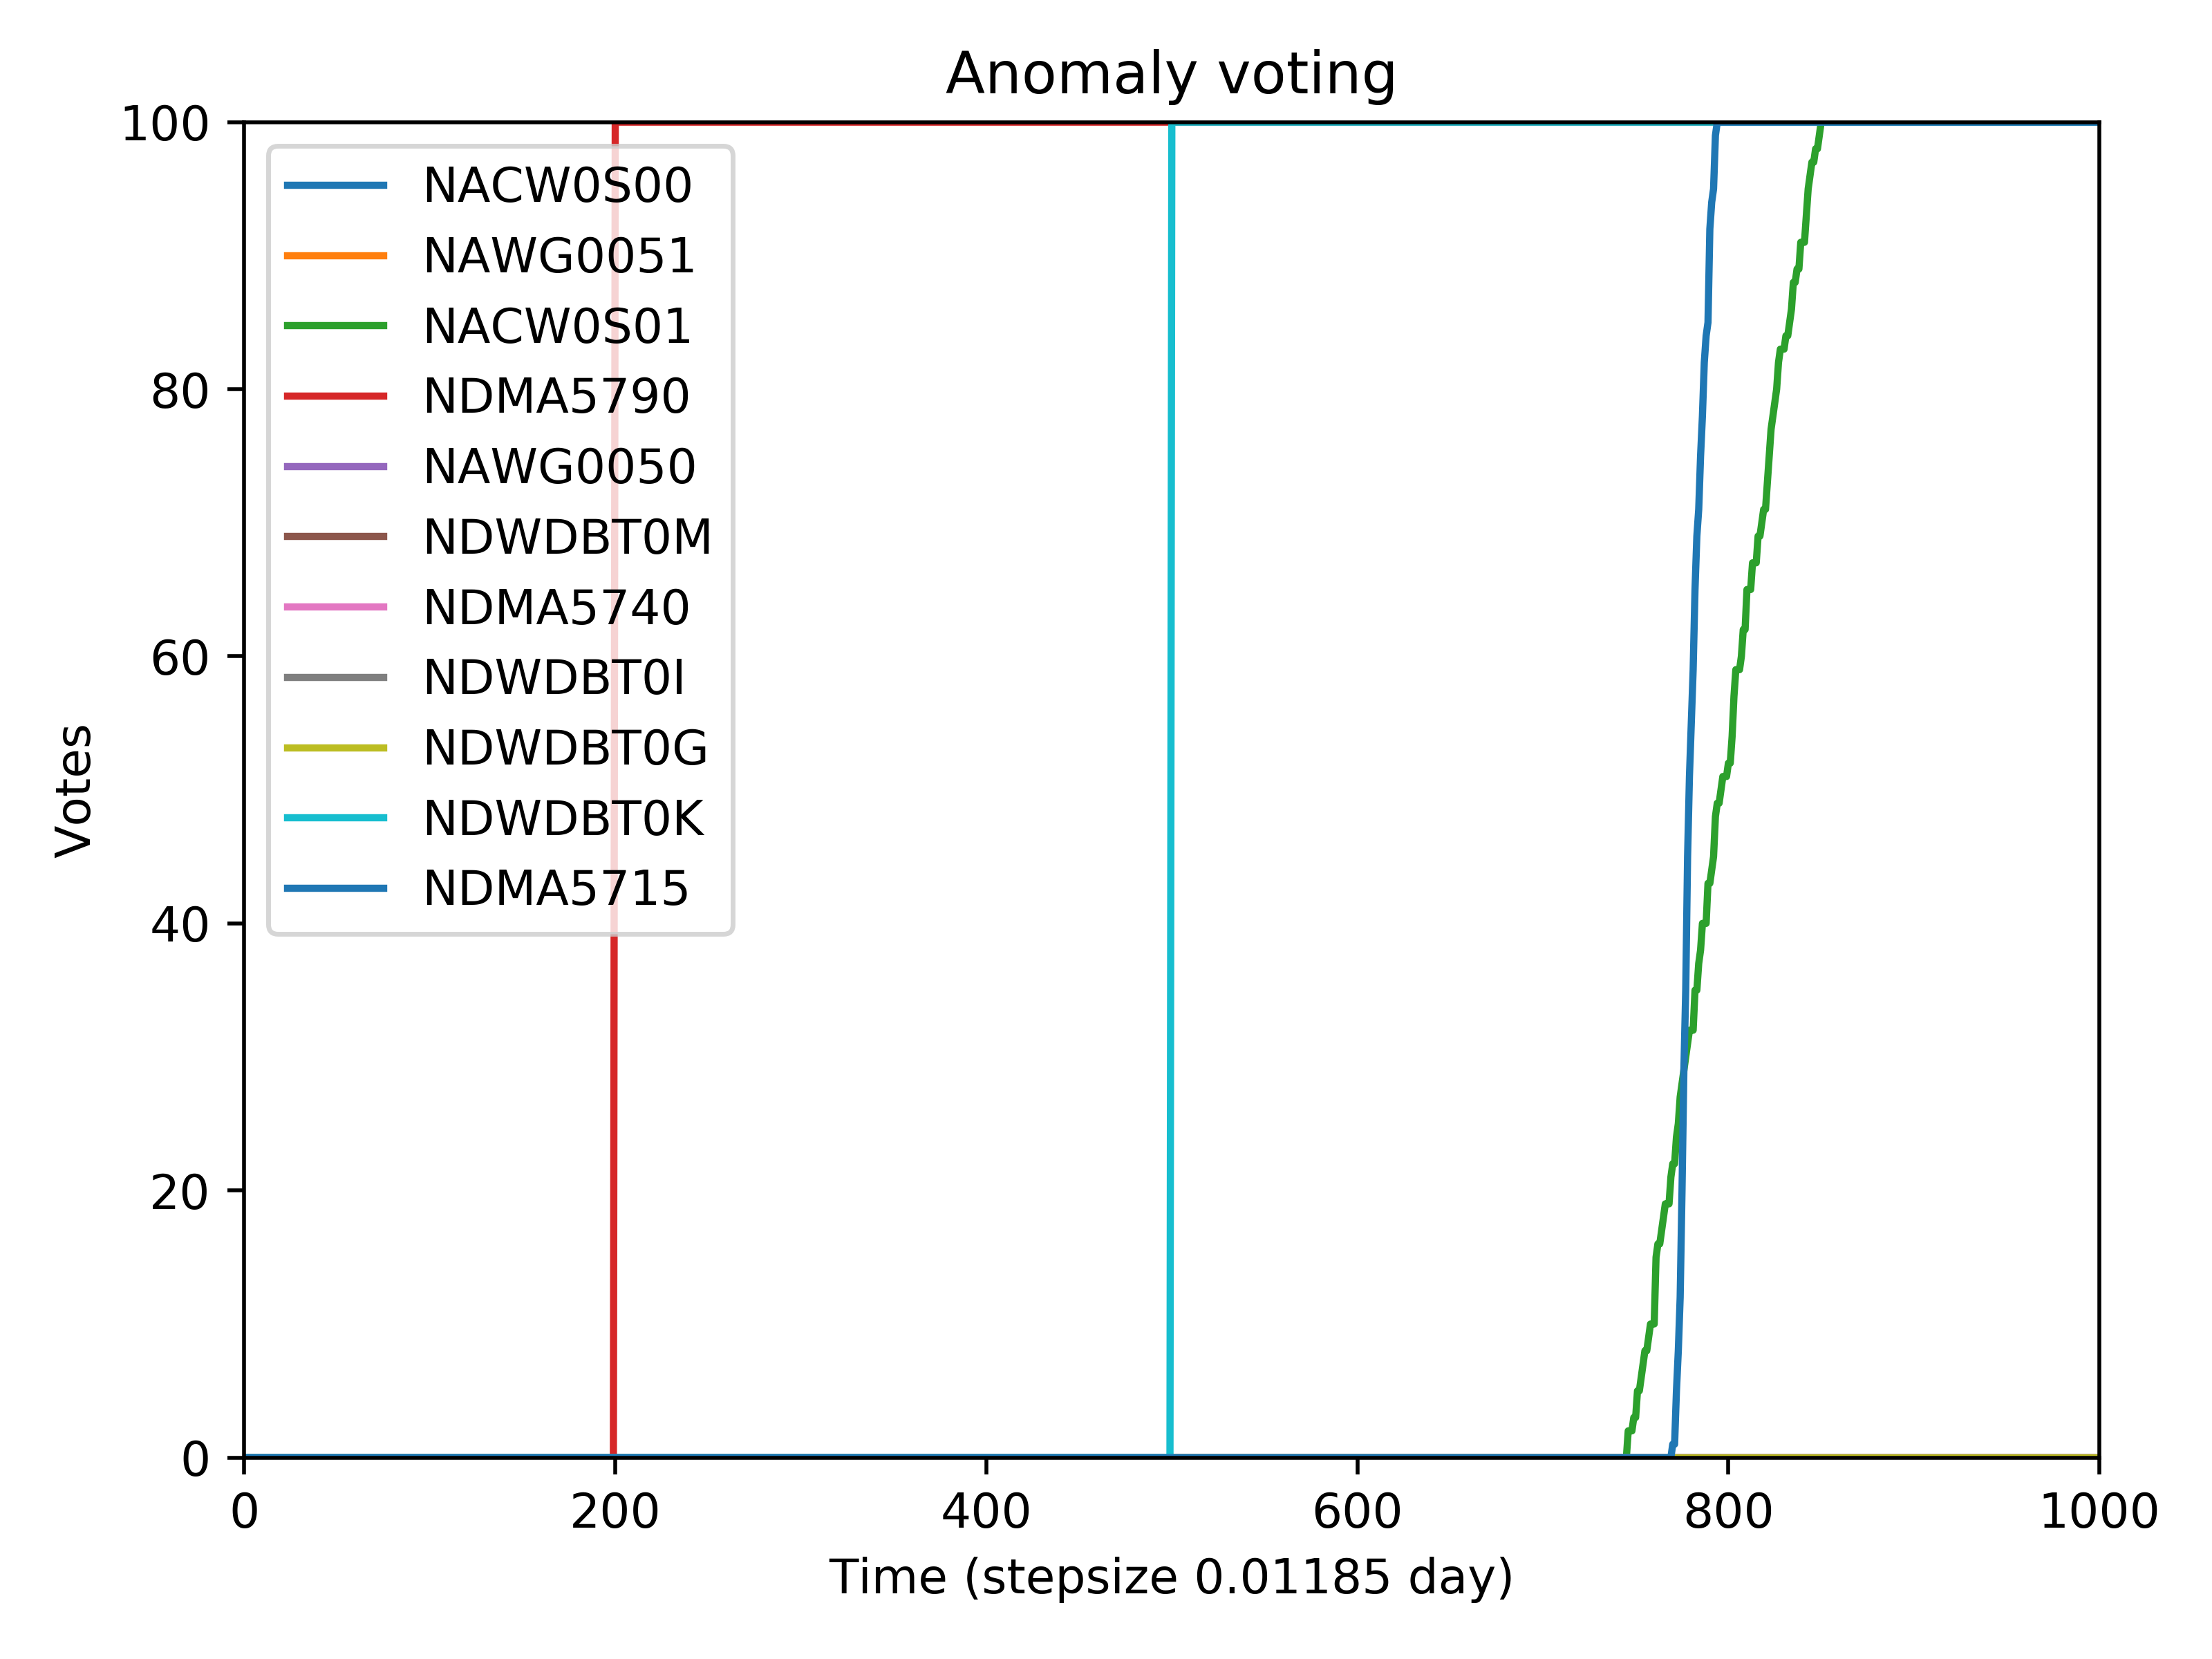 Anomaly voting
100
80
60
40
20
0
Votes
NACW0S00
NAWG0051
NACW0S01
NDMA5790
NAWG0050
NDWDBT0M
NDMA5740
NDWDBT0I
NDWDBT0G
NDWDBT0K
NDMA5715
0 200 400 600 800 1000
Time (stepsize 0.01185 day)